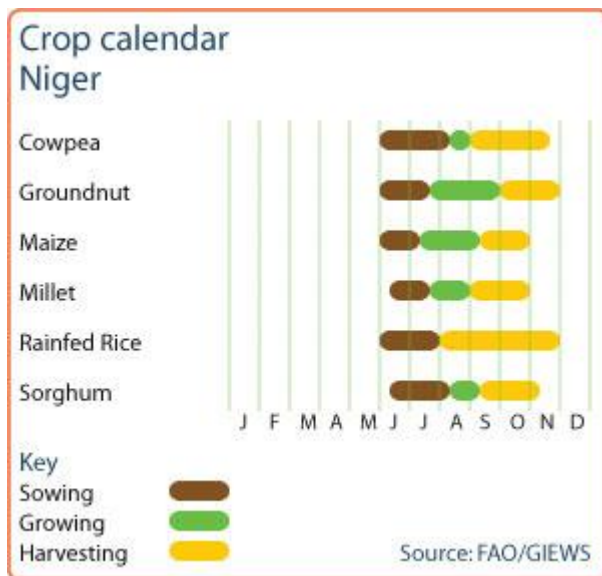 Crop calendar
Niger
Cowpea
Groundnut
Maize
Millet
Rainfed Rice
Sorghum
J F M A M J J A S O N D
Key
Sowing
Growing
Harvesting
Source: FAO/GIEWS